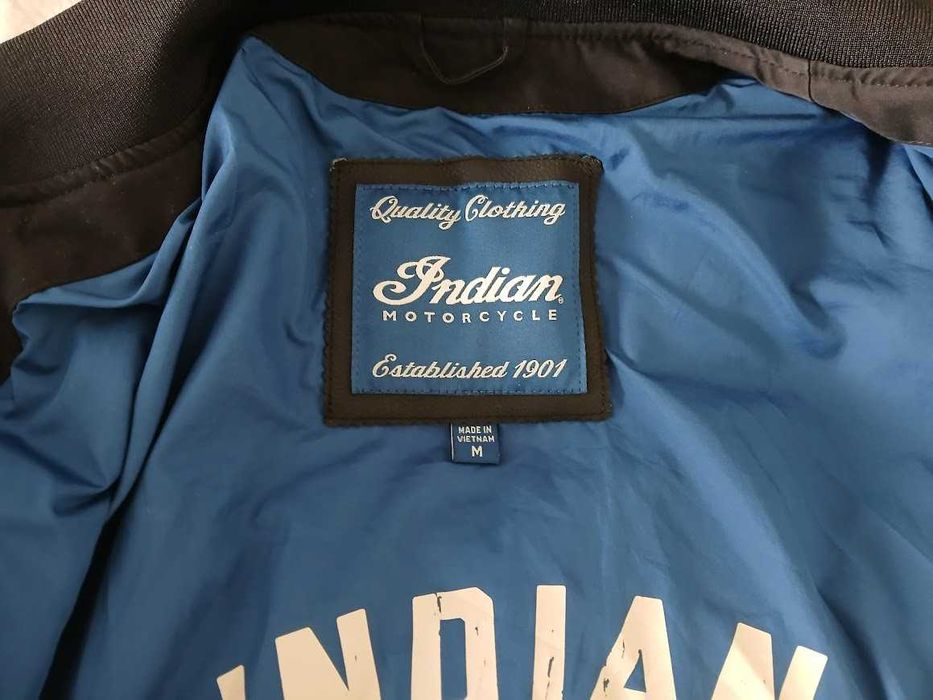 Quality Clothing
Indian
MOTORCYCLE
Established 1901
MADE IN
VIETNAM
M
INDIAN